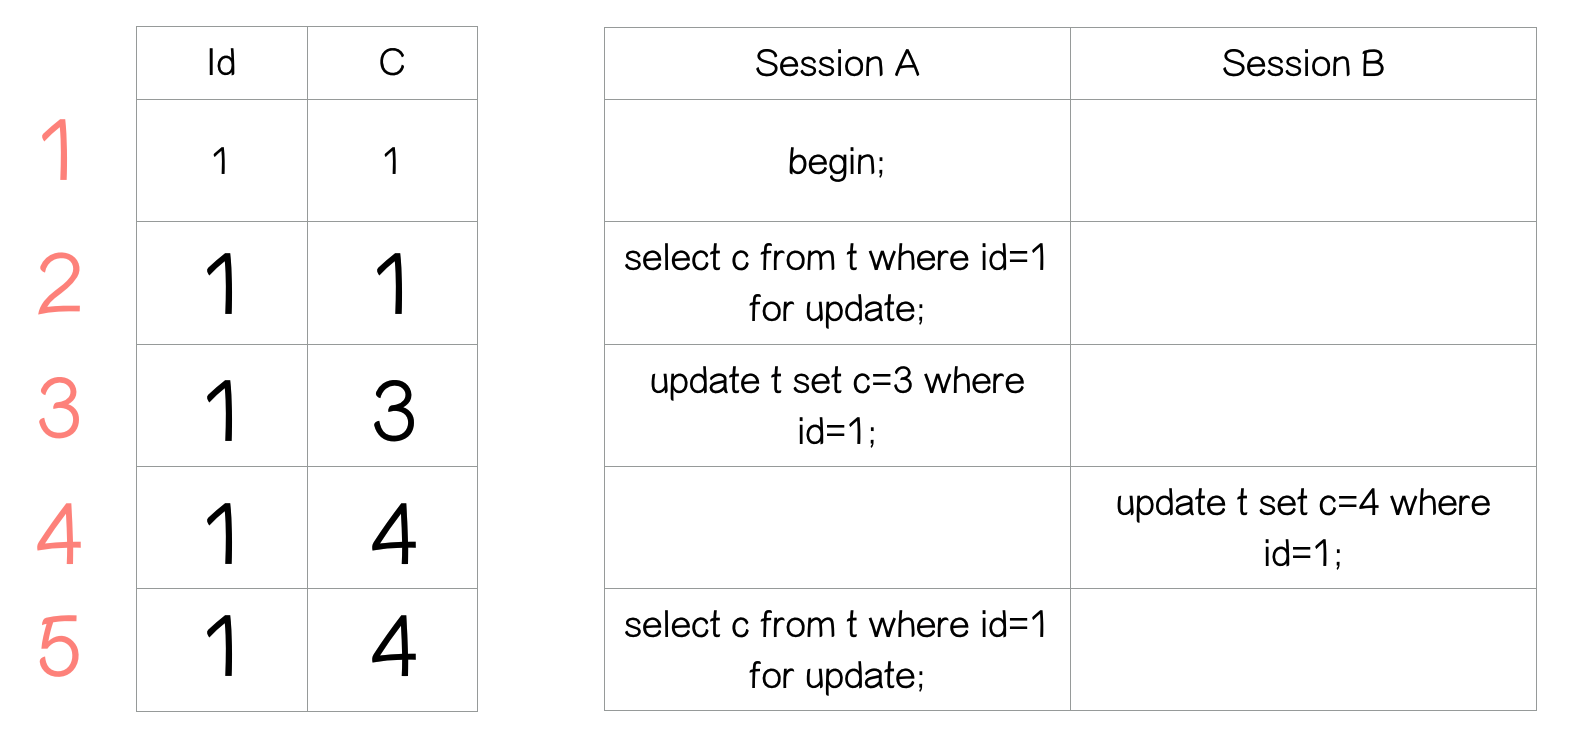 Id C Session A Session B
1 1 1 begin;
2 1 1 select c from t where id=1
for update;
3 1 3 update t set c=3 where
id=1;
4 1 4 update t set c=4 where
id=1;
5 1 4 select c from t where id=1
for update;